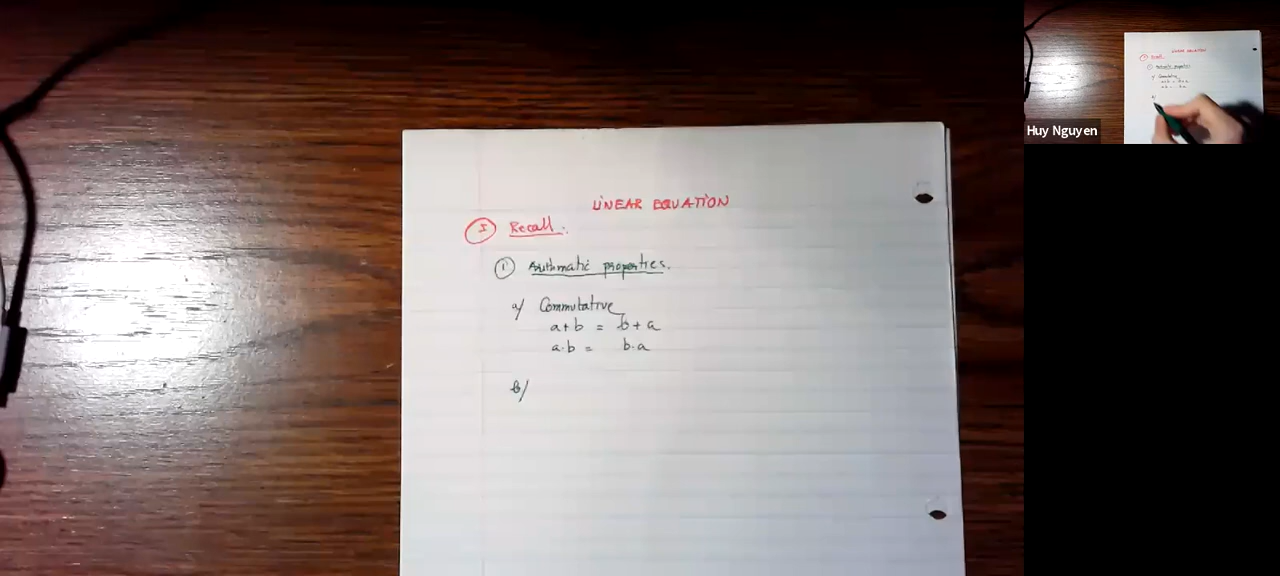 LINEAR EQUATION
I Recall.
1 Arithmatic properties.
a/ Commutative
a+b = b+a
a·b = b·a
b/
Huy Nguyen